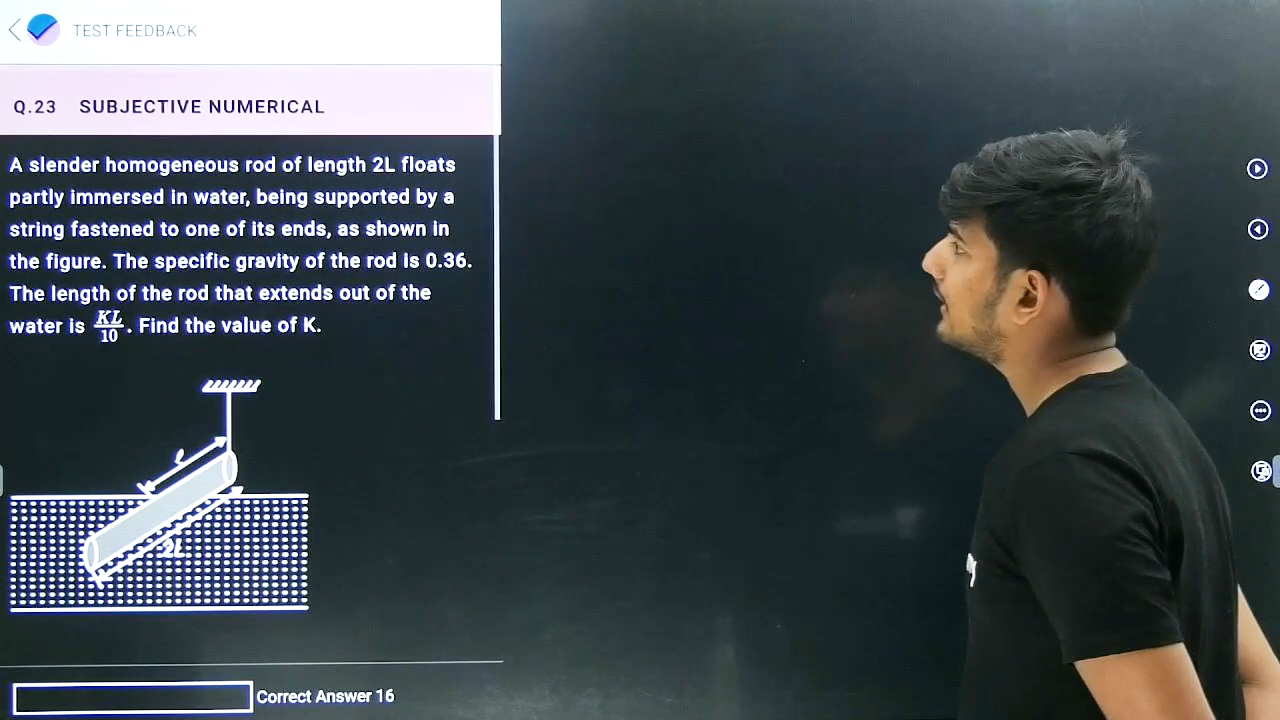 TEST FEEDBACK
Q.23 SUBJECTIVE NUMERICAL
A slender homogeneous rod of length 2L floats
partly immersed in water, being supported by a
string fastened to one of its ends, as shown in
the figure. The specific gravity of the rod is 0.36.
The length of the rod that extends out of the
water is KL/10. Find the value of K.
ℓ
2L
Correct Answer 16